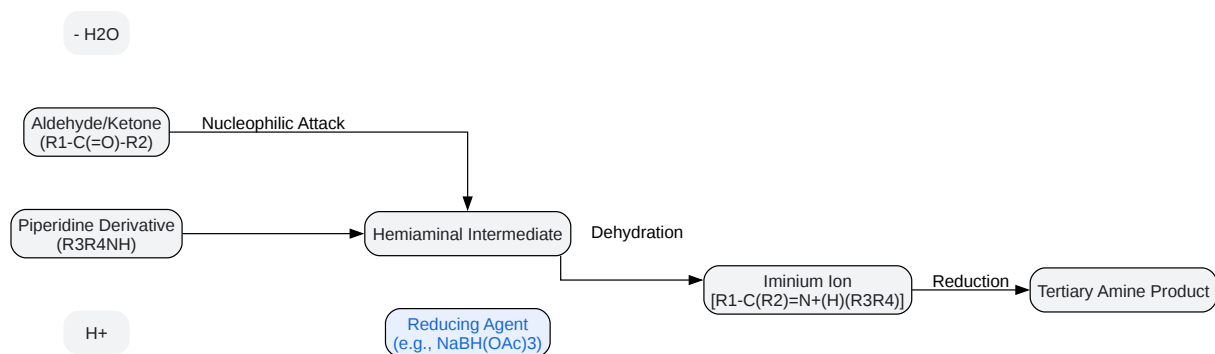 - H2O
Aldehyde/Ketone
(R1-C(=O)-R2)
Nucleophilic Attack
Piperidine Derivative
(R3R4NH)
Hemiaminal Intermediate
Dehydration
Iminium Ion
[R1-C(R2)=N+(H)(R3R4)]
Reduction
Tertiary Amine Product
H+
Reducing Agent
(e.g., NaBH(OAc)3)